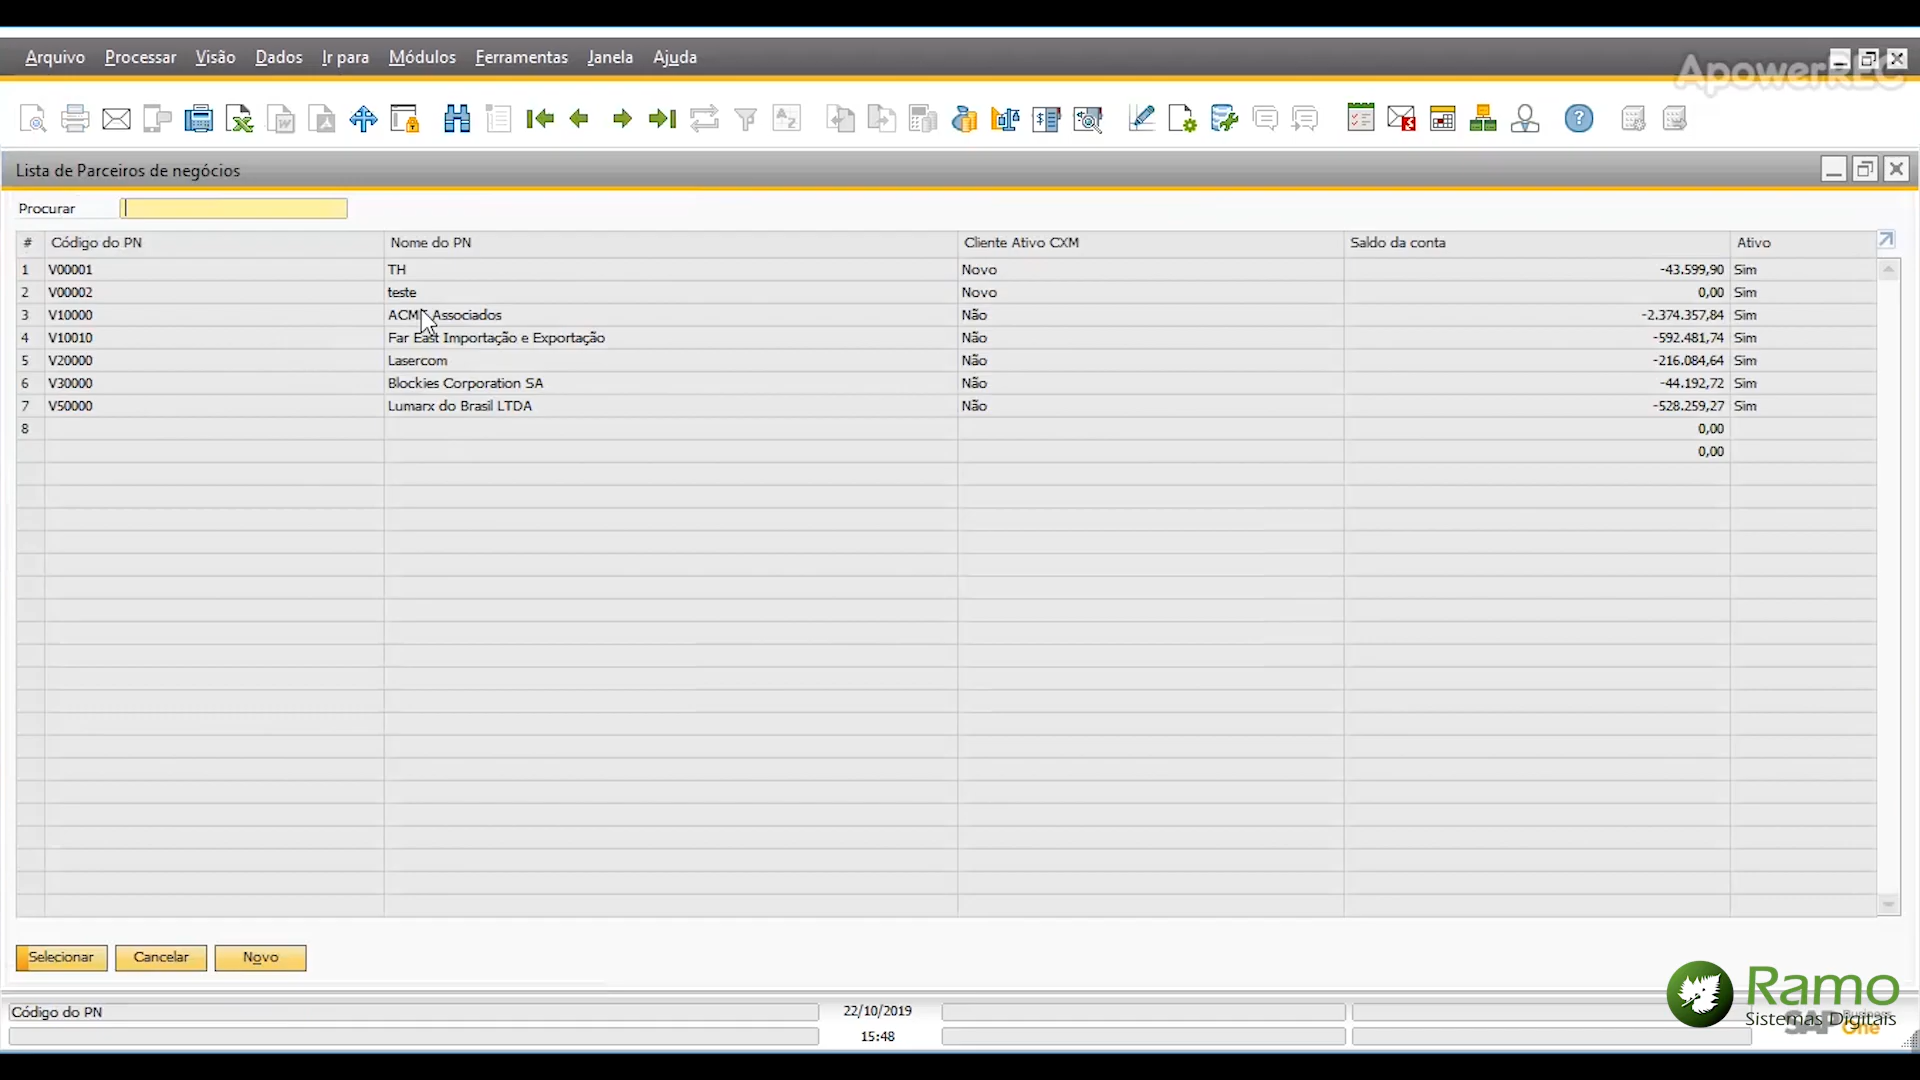 Arquivo Processar Visão Dados Ir para Módulos Ferramentas Janela Ajuda
ApowerREC
Lista de Parceiros de negócios
Procurar
# Código do PN Nome do PN Cliente Ativo CXM Saldo da conta Ativo
1 V00001 TH Novo -43.599,90 Sim
2 V00002 teste Novo 0,00 Sim
3 V10000 ACME Associados Não -2.374.357,84 Sim
4 V10010 Far East Importação e Exportação Não -592.481,74 Sim
5 V20000 Lasercom Não -216.084,64 Sim
6 V30000 Blockies Corporation SA Não -44.192,72 Sim
7 V50000 Lumarx do Brasil LTDA Não -528.259,27 Sim
8 0,00
0,00
Selecionar Cancelar Novo
Ramo
Sistemas Digitais
Código do PN 22/10/2019
SAP Business One
15:48